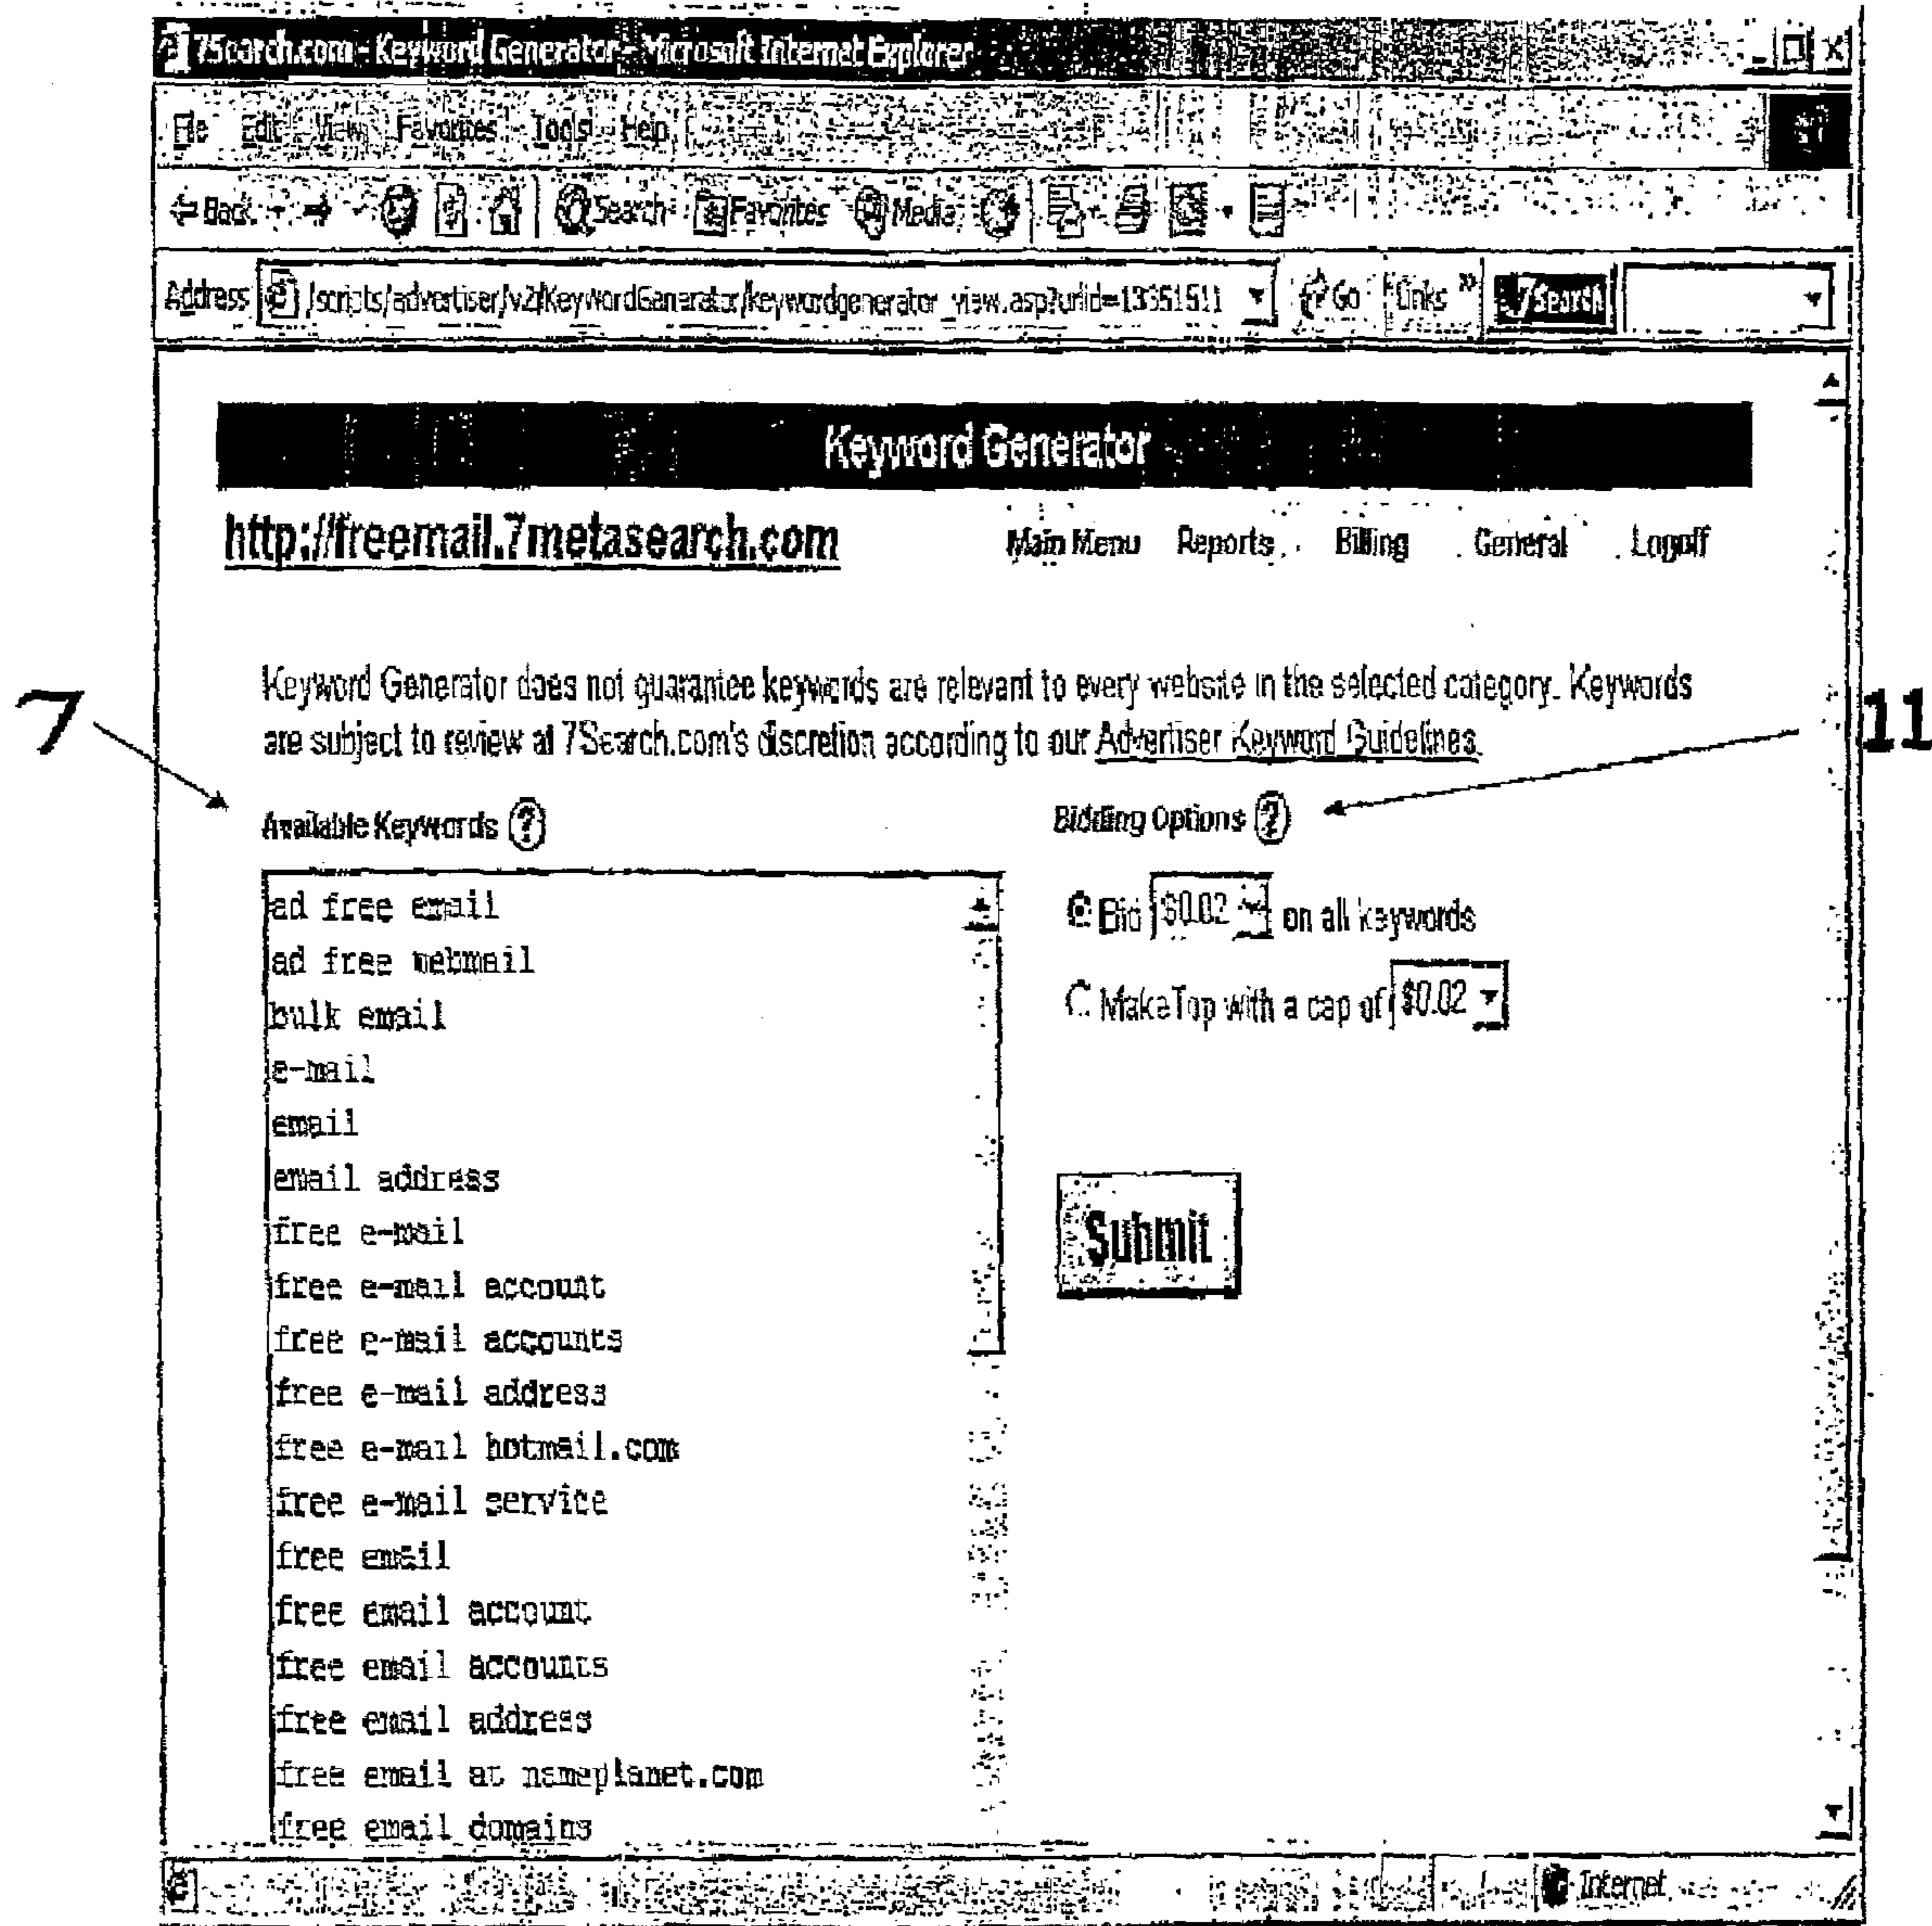 7Search.com - Keyword Generator - Microsoft Internet Explorer
File Edit View Favorites Tools Help
Back Search Favorites Media
Address /scripts/advertiser/v2/KeywordGenerator/keywordgenerator_view.asp?urlid=13351511 Go Links » 7Search
Keyword Generator
http://freemail.7metasearch.com Main Menu Reports Billing General Logoff
Keyword Generator does not guarantee keywords are relevant to every website in the selected category. Keywords
are subject to review at 7Search.com's discretion according to our Advertiser Keyword Guidelines.
7
11
Available Keywords ?
Bidding Options ?
ad free email
ad free webmail
bulk email
e-mail
email
email address
free e-mail
free e-mail account
free e-mail accounts
free e-mail address
free e-mail hotmail.com
free e-mail service
free email
free email account
free email accounts
free email address
free email at nameplanet.com
free email domains
Bid $0.02 on all keywords
MakeTop with a cap of $0.02
Submit
Internet